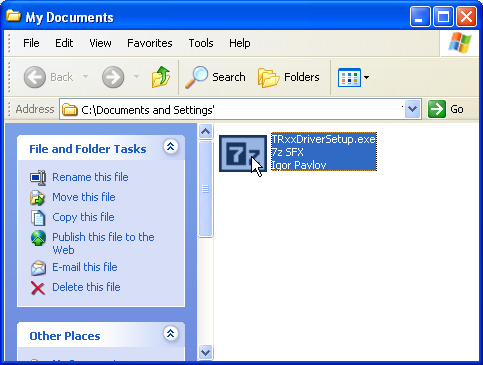 My Documents
File Edit View Favorites Tools Help
Back Search Folders
Address C:\Documents and Settings' Go
File and Folder Tasks
Rename this file
Move this file
Copy this file
Publish this file to the
Web
E-mail this file
Delete this file
Other Places
7z
TRxxDriverSetup.exe
7z SFX
Igor Pavlov